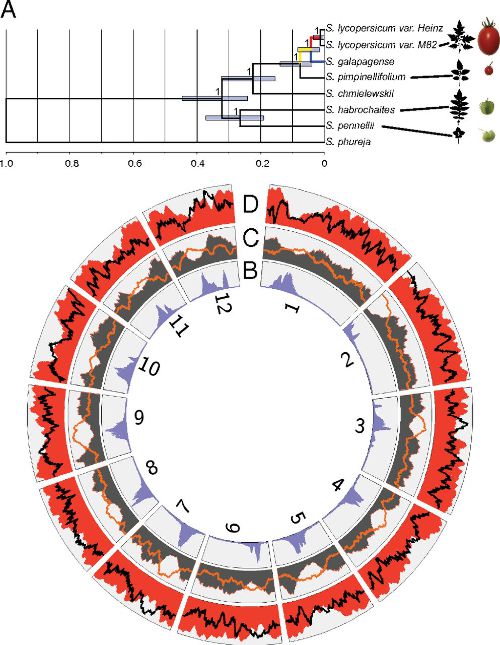 A
S. lycopersicum var. Heinz
S. lycopersicum var. M82
S. galapagense
S. pimpinellifolium
S. chmielewskii
S. habrochaites
S. pennellii
S. phureja
1
1
1
1
1
1
1.0 0.8 0.6 0.4 0.2 0
D
C
B
1
2
3
4
5
6
7
8
9
10
11
12